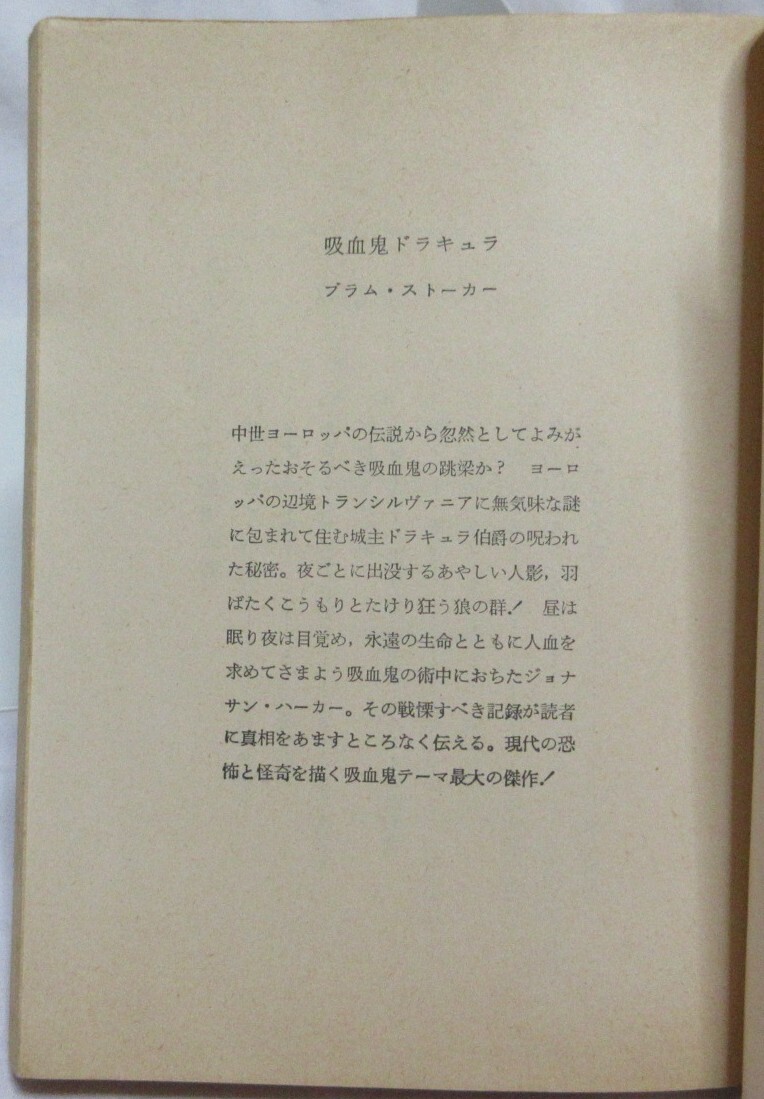 吸血鬼ドラキュラ
ブラム・ストーカー
中世ヨーロッパの伝説から忽然としてよみが
えったおそるべき吸血鬼の跳梁か？　ヨーロ
ッパの辺境トランシルヴァニアに無気味な謎
に包まれて住む城主ドラキュラ伯爵の呪われ
た秘密。夜ごとに出没するあやしい人影，羽
ばたくこうもりとたけり狂う狼の群！　昼は
眠り夜は目覚め，永遠の生命とともに人血を
求めてさまよう吸血鬼の術中におちたジョナ
サン・ハーカー。その戦慄すべき記録が読者
に真相をあますところなく伝える。現代の恐
怖と怪奇を描く吸血鬼テーマ最大の傑作！